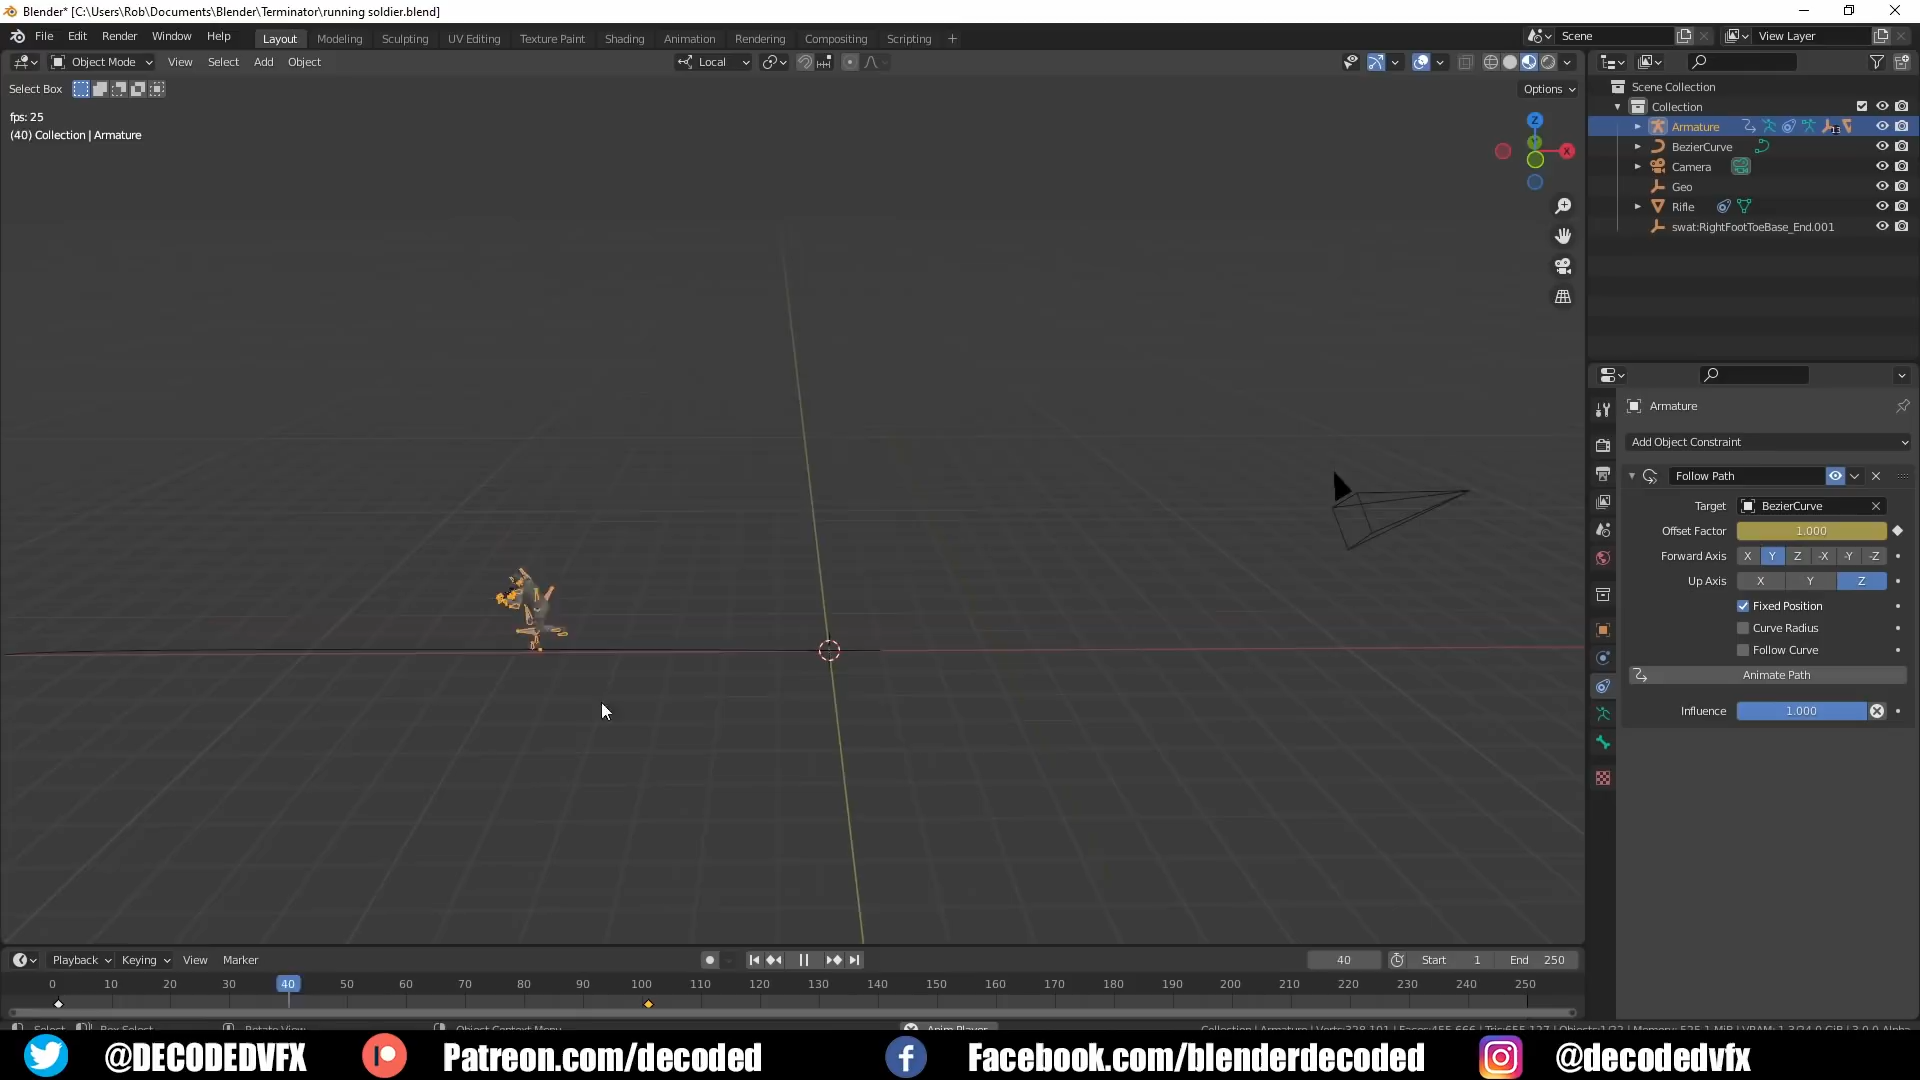 Blender* [C:\Users\Rob\Documents\Blender\Terminator\running soldier.blend]
File Edit Render Window Help Layout Modeling Sculpting UV Editing Texture Paint Shading Animation Rendering Compositing Scripting + Scene View Layer
Object Mode View Select Add Object Local
Select Box Options
fps: 25
(40) Collection | Armature
Z
X
Scene Collection
Collection
Armature
BezierCurve
Camera
Geo
Rifle
swat:RightFootToeBase_End.001
Armature
Add Object Constraint
Follow Path
Target BezierCurve
Offset Factor 1.000
Forward Axis X Y Z -X -Y -Z
Up Axis X Y Z
Fixed Position
Curve Radius
Follow Curve
Animate Path
Influence 1.000
Playback Keying View Marker 40 Start 1 End 250
0 10 20 30 40 50 60 70 80 90 100 110 120 130 140 150 160 170 180 190 200 210 220 230 240 250
Select Box Select Rotate View Object Context Menu Anim Player
@DECODEDVFX Patreon.com/decoded Facebook.com/blenderdecoded @decodedvfx